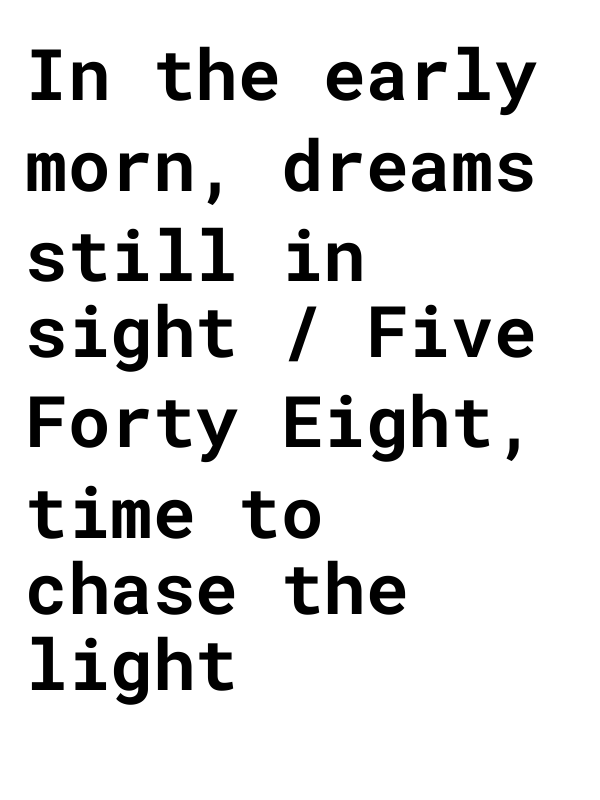 In the early
morn, dreams
still in
sight / Five
Forty Eight,
time to
chase the
light